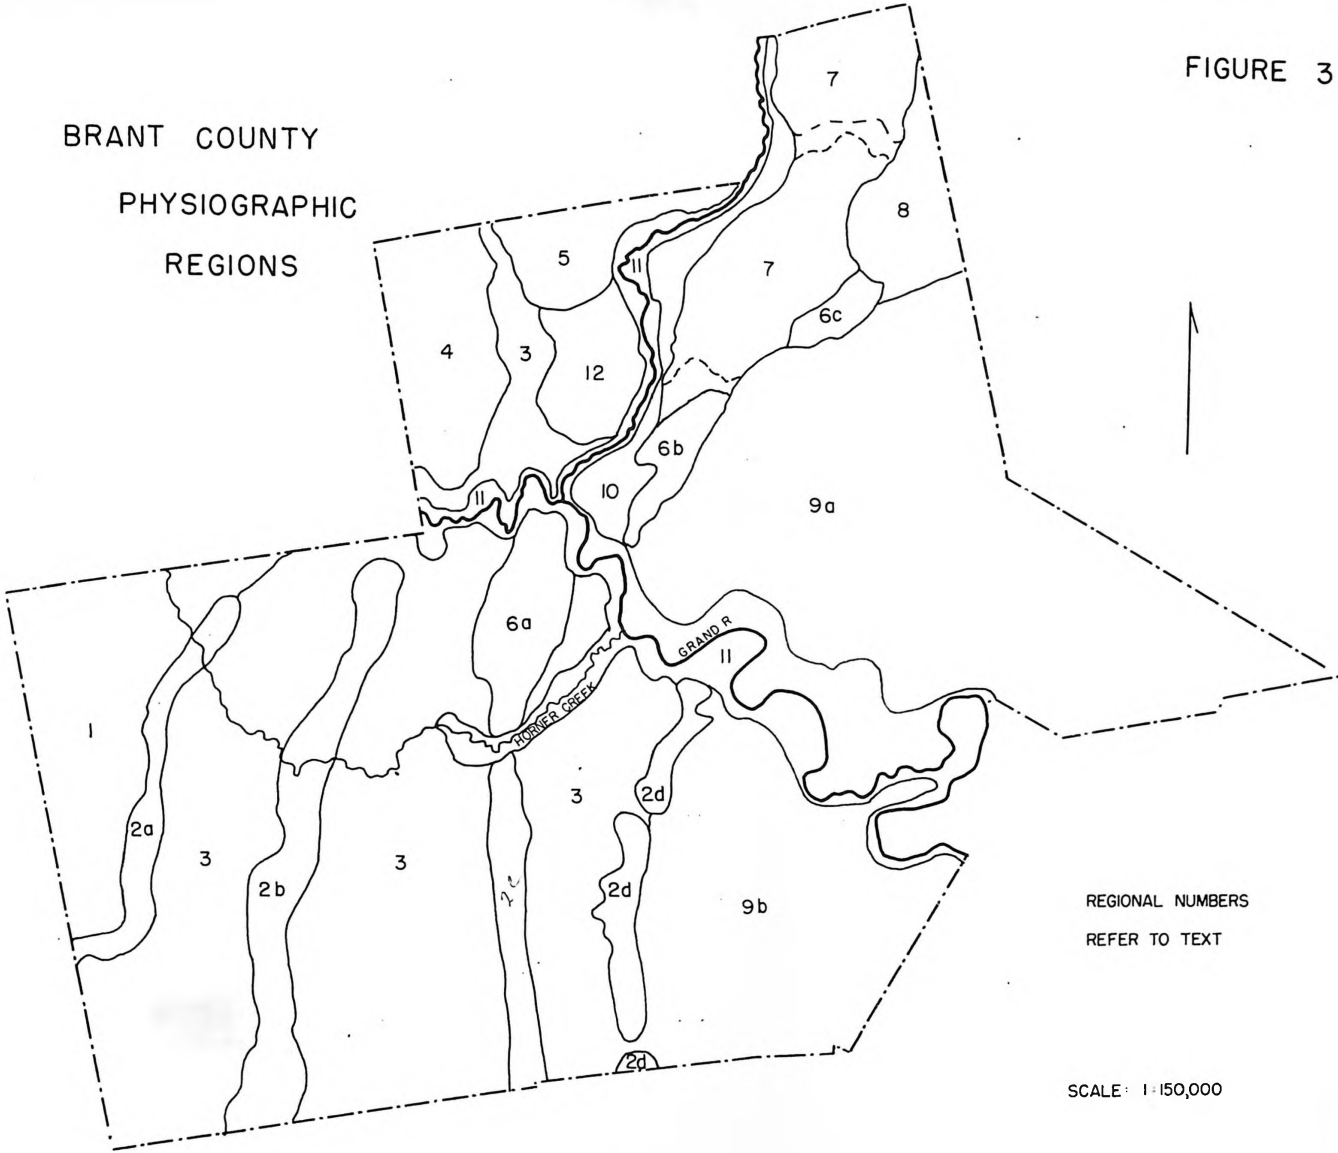 FIGURE 3
BRANT COUNTY
PHYSIOGRAPHIC
REGIONS
7
8
5
11
7
6c
4
3
12
6b
11
10
9a
6a
GRAND R
11
HORNER CREEK
1
3
2d
2a
3
3
2b
2c
2d
9b
REGIONAL NUMBERS
REFER TO TEXT
2d
SCALE: 1:150,000